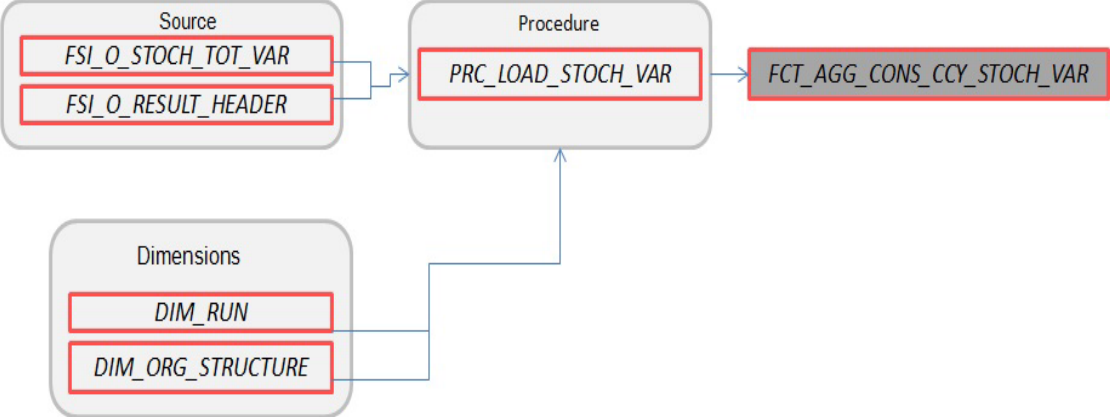 Source
FSI_O_STOCH_TOT_VAR
FSI_O_RESULT_HEADER
Procedure
PRC_LOAD_STOCH_VAR
FCT_AGG_CONS_CCY_STOCH_VAR
Dimensions
DIM_RUN
DIM_ORG_STRUCTURE